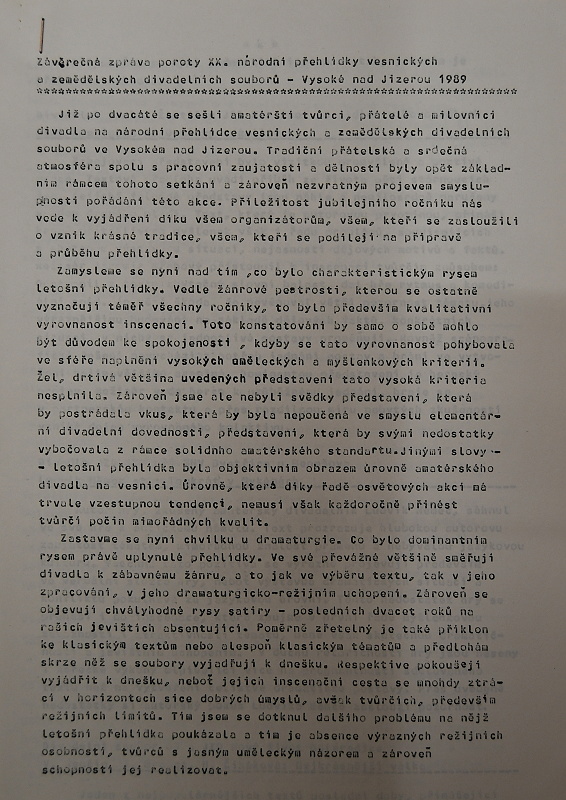 Závěrečná zpráva poroty XX. národní přehlídky vesnických
a zemědělských divadelních souborů – Vysoké nad Jizerou 1989
************************************************************
Již po dvacáté se sešli amatérští tvůrci, přátelé a milovníci
divadla na národní přehlídce vesnických a zemědělských divadelních
souborů ve Vysokém nad Jizerou. Tradiční přátelská a srdečná
atmosféra spolu s pracovní zaujatostí a dělností byly opět základ-
ním rámcem tohoto setkání a zároveň nezvratným projevem smyslu-
plnosti pořádání této akce. Příležitost jubilejního ročníku nás
vede k vyjádření díku všem organizátorům, všem, kteří se zasloužili
o vznik krásné tradice, všem, kteří se podílejí na přípravě
a průběhu přehlídky.
Zamysleme se nyní nad tím ,co bylo charakteristickým rysem
letošní přehlídky. Vedle žánrové pestrosti, kterou se ostatně
vyznačují téměř všechny ročníky, to byla především kvalitativní
vyrovnanost inscenací. Toto konstatování by samo o sobě mohlo
být důvodem ke spokojenosti , kdyby se tato vyrovnanost pohybovala
ve sféře naplnění vysokých uměleckých a myšlenkových kriterií.
Žel, drtivá většina uvedených představení tato vysoká kriteria
nesplnila. Zároveň jsme ale nebyli svědky představení, která
by postrádala vkus, která by byla nepoučená ve smyslu elementár-
ní divadelní dovednosti, představení, která by svými nedostatky
vybočovala z rámce solidního amatérského standartu.Jinými slovy -
- letošní přehlídka byla objektivním obrazem úrovně amatérského
divadla na vesnici. Úrovně, která díky řadě osvětových akcí má
trvale vzestupnou tendenci, nemusí však každoročně přinést
tvůrčí počin mimořádných kvalit.
Zastavme se nyní chvilku u dramaturgie. Co bylo dominantním
rysem právě uplynulé přehlídky. Ve své převážné většině směřují
divadla k zábavnému žánru, a to jak ve výběru textu, tak v jeho
zpracování, v jeho dramaturgicko-režijním uchopení. Zároveň se
objevují chvályhodné rysy satiry – posledních dvacet roků na
našich jevištích absentující. Poměrně zřetelný je také příklon
ke klasickým textům nebo alespoň klasickým tématům a předlohám
skrze něž se soubory vyjadřují k dnešku. Respektive pokoušejí
vyjádřit k dnešku, neboť jejich inscenační cesta se mnohdy ztrá-
cí v horizontech sice dobrých úmyslů, avšak tvůrčích, především
režijních limitů. Tím jsem se dotknul dalšího problému na nějž
letošní přehlídka poukázala a tím je absence výrazných režijních
osobností, tvůrců s jasným uměleckým názorem a zároveň
schopností jej realizovat.